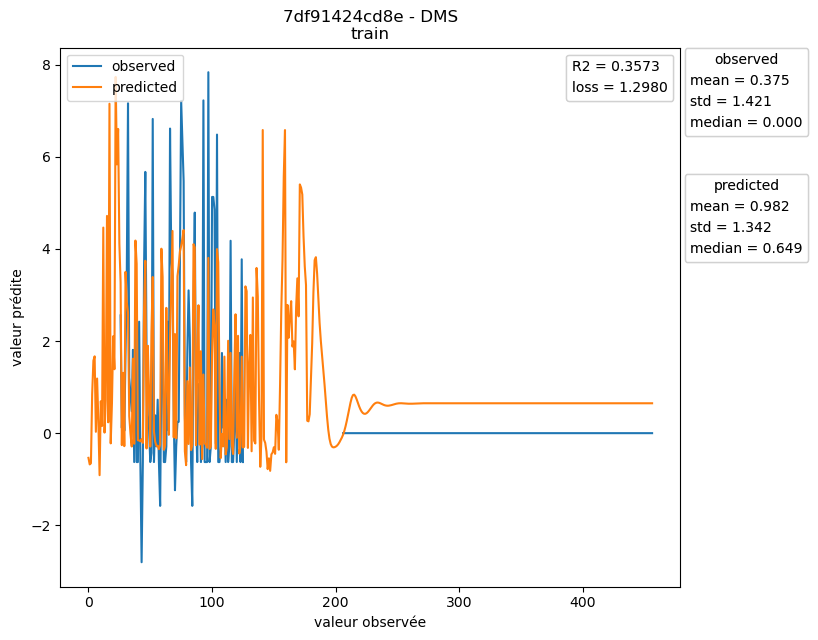 7df91424cd8e - DMS
train
observed
predicted
R2 = 0.3573
loss = 1.2980
observed
mean = 0.375
std = 1.421
median = 0.000
predicted
mean = 0.982
std = 1.342
median = 0.649
8
6
4
2
0
−2
valeur prédite
0
100
200
300
400
valeur observée